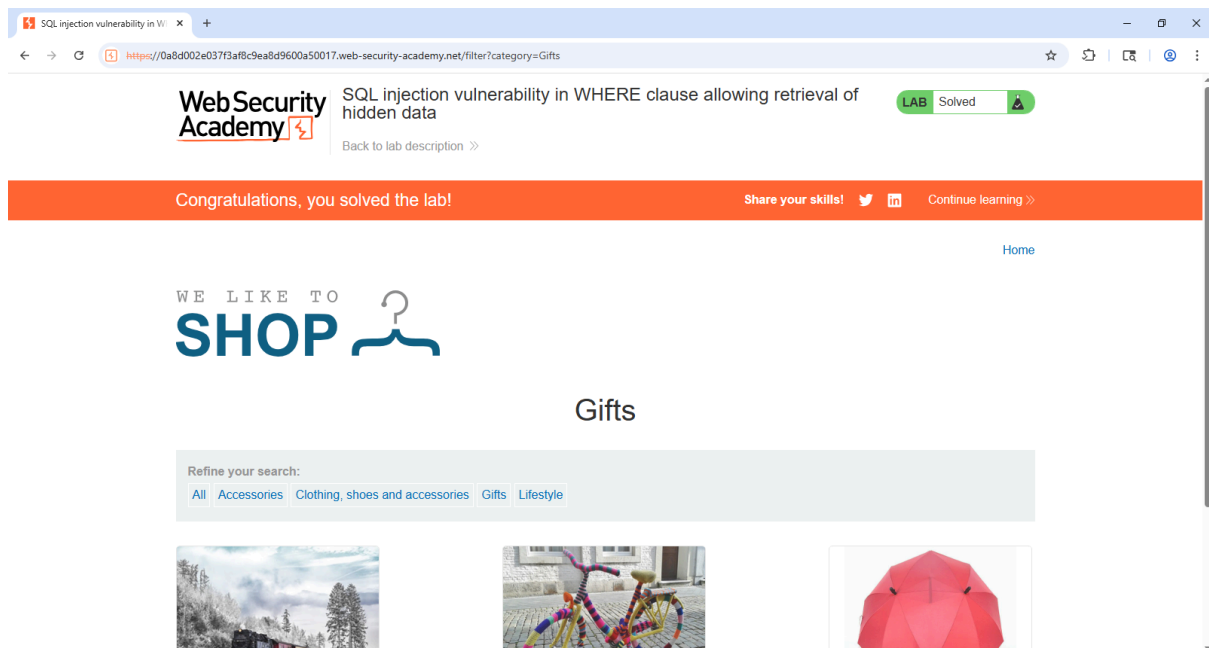 SQL injection vulnerability in W
https://0a8d002e037f3af8c9ea8d9600a50017.web-security-academy.net/filter?category=Gifts
Web Security
Academy
SQL injection vulnerability in WHERE clause allowing retrieval of
hidden data
Back to lab description
LAB Solved
Congratulations, you solved the lab!
Share your skills!
in
Continue learning
Home
WE LIKE TO
SHOP
Gifts
Refine your search:
All Accessories Clothing, shoes and accessories Gifts Lifestyle